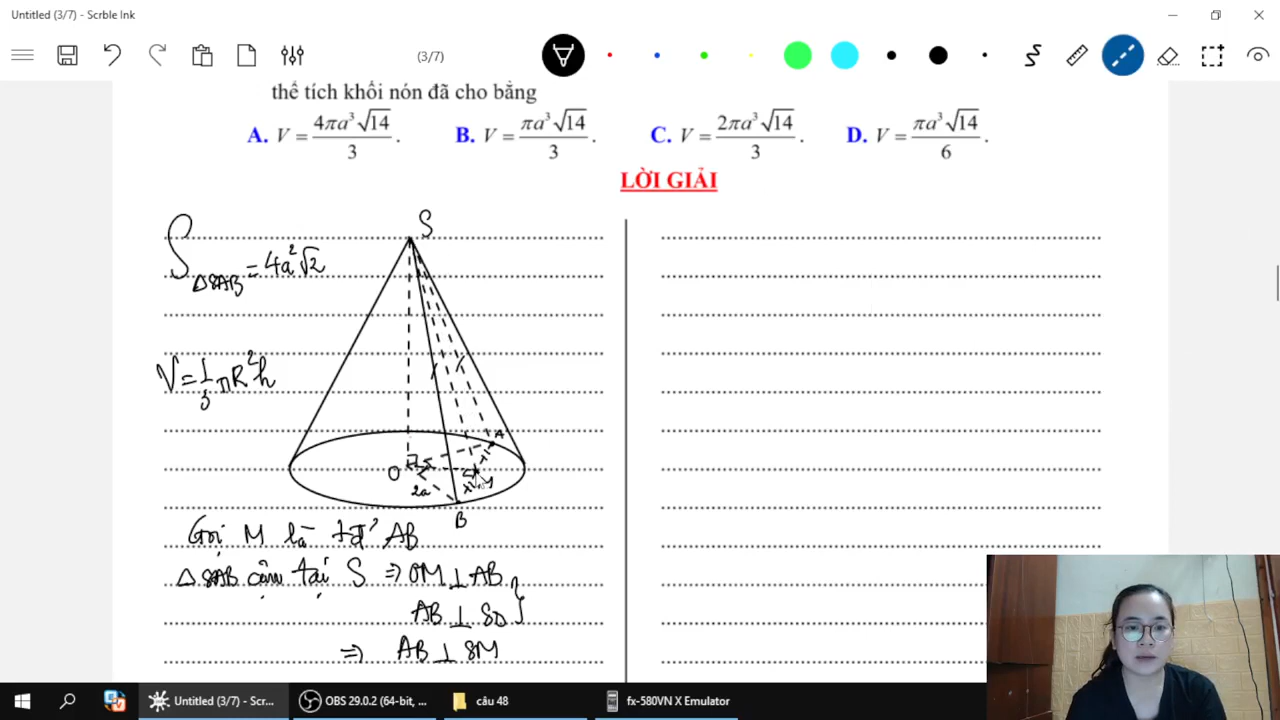 Untitled (3/7) - Scrble Ink
(3/7)
thể tích khối nón đã cho bằng
A. V = 4πa³√14 / 3 . B. V = πa³√14 / 3 . C. V = 2πa³√14 / 3 . D. V = πa³√14 / 6 .
LỜI GIẢI
S
S ΔSAB = 4a²√2
V = 1/3 πR²h
A
O
M
2a
B
Gọi M là tđ' AB
ΔSAB cân tại S ⇒ OM ⊥ AB
AB ⊥ SO }
⇒ AB ⊥ SM
Untitled (3/7) - Scr...
OBS 29.0.2 (64-bit, ...
câu 48
fx-580VN X Emulator